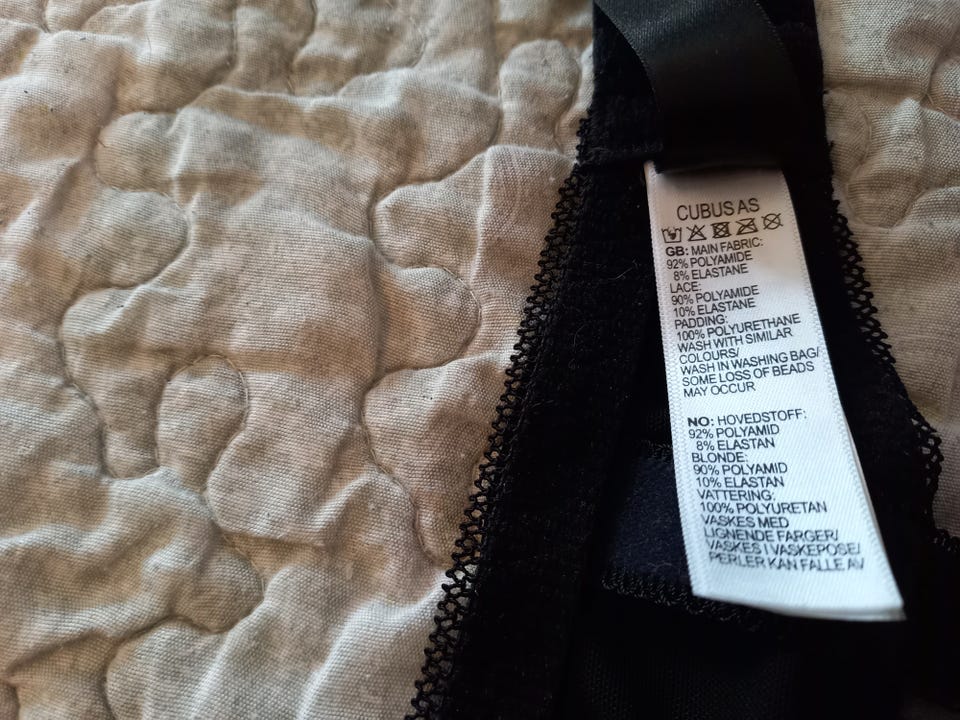 CUBUS AS
GB: MAIN FABRIC:
92% POLYAMIDE
8% ELASTANE
LACE:
90% POLYAMIDE
10% ELASTANE
PADDING:
100% POLYURETHANE
WASH WITH SIMILAR
COLOURS/
WASH IN WASHING BAG/
SOME LOSS OF BEADS
MAY OCCUR
NO: HOVEDSTOFF:
92% POLYAMID
8% ELASTAN
BLONDE:
90% POLYAMID
10% ELASTAN
VATTERING:
100% POLYURETAN
VASKES MED
LIGNENDE FARGER/
VASKES I VASKEPOSE/
PERLER KAN FALLE AV